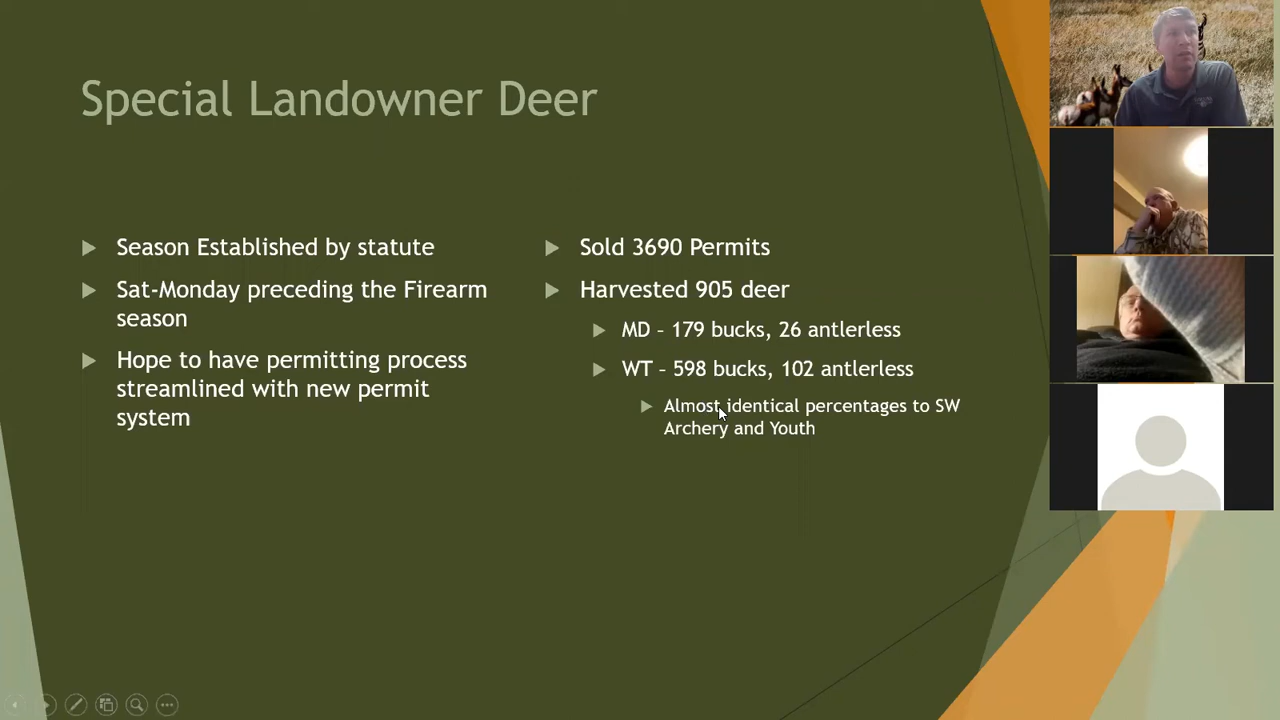 Special Landowner Deer
Season Established by statute
Sat-Monday preceding the Firearm
season
Hope to have permitting process
streamlined with new permit
system
Sold 3690 Permits
Harvested 905 deer
MD - 179 bucks, 26 antlerless
WT - 598 bucks, 102 antlerless
Almost identical percentages to SW
Archery and Youth